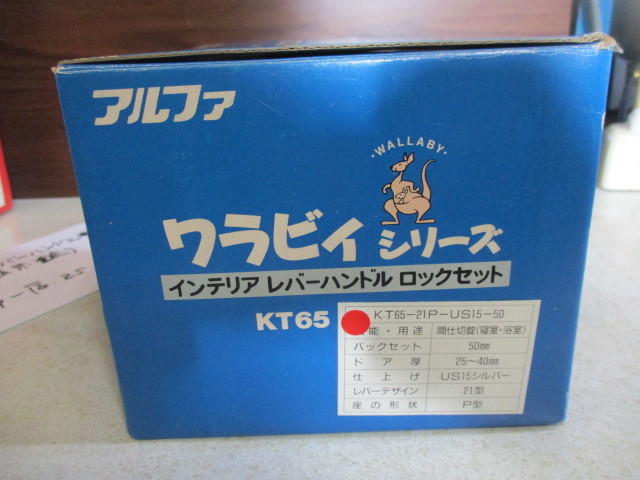 アルファ
・WALLABY・
ワラビィ シリーズ
インテリア レバーハンドル ロックセット
KT65
KT65-21P-US15-50
能・用途 間仕切錠(寝室・浴室)
バックセット 50mm
ドア厚 25~40mm
仕上げ US15シルバー
レバーデザイン 21型
座の形状 P型
25